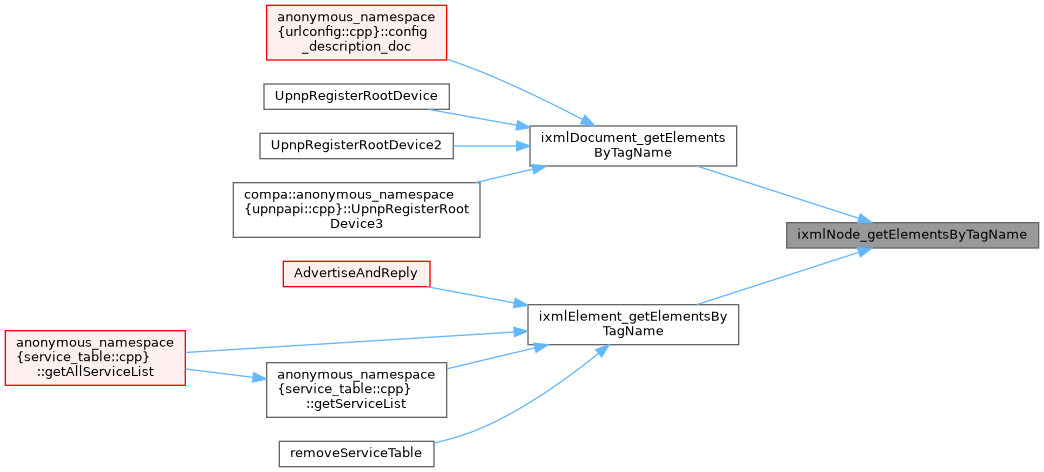 anonymous_namespace
{urlconfig::cpp}::config
_description_doc
UpnpRegisterRootDevice
UpnpRegisterRootDevice2
compa::anonymous_namespace
{upnpapi::cpp}::UpnpRegisterRoot
Device3
ixmlDocument_getElements
ByTagName
ixmlNode_getElementsByTagName
AdvertiseAndReply
ixmlElement_getElementsBy
TagName
anonymous_namespace
{service_table::cpp}
::getAllServiceList
anonymous_namespace
{service_table::cpp}
::getServiceList
removeServiceTable